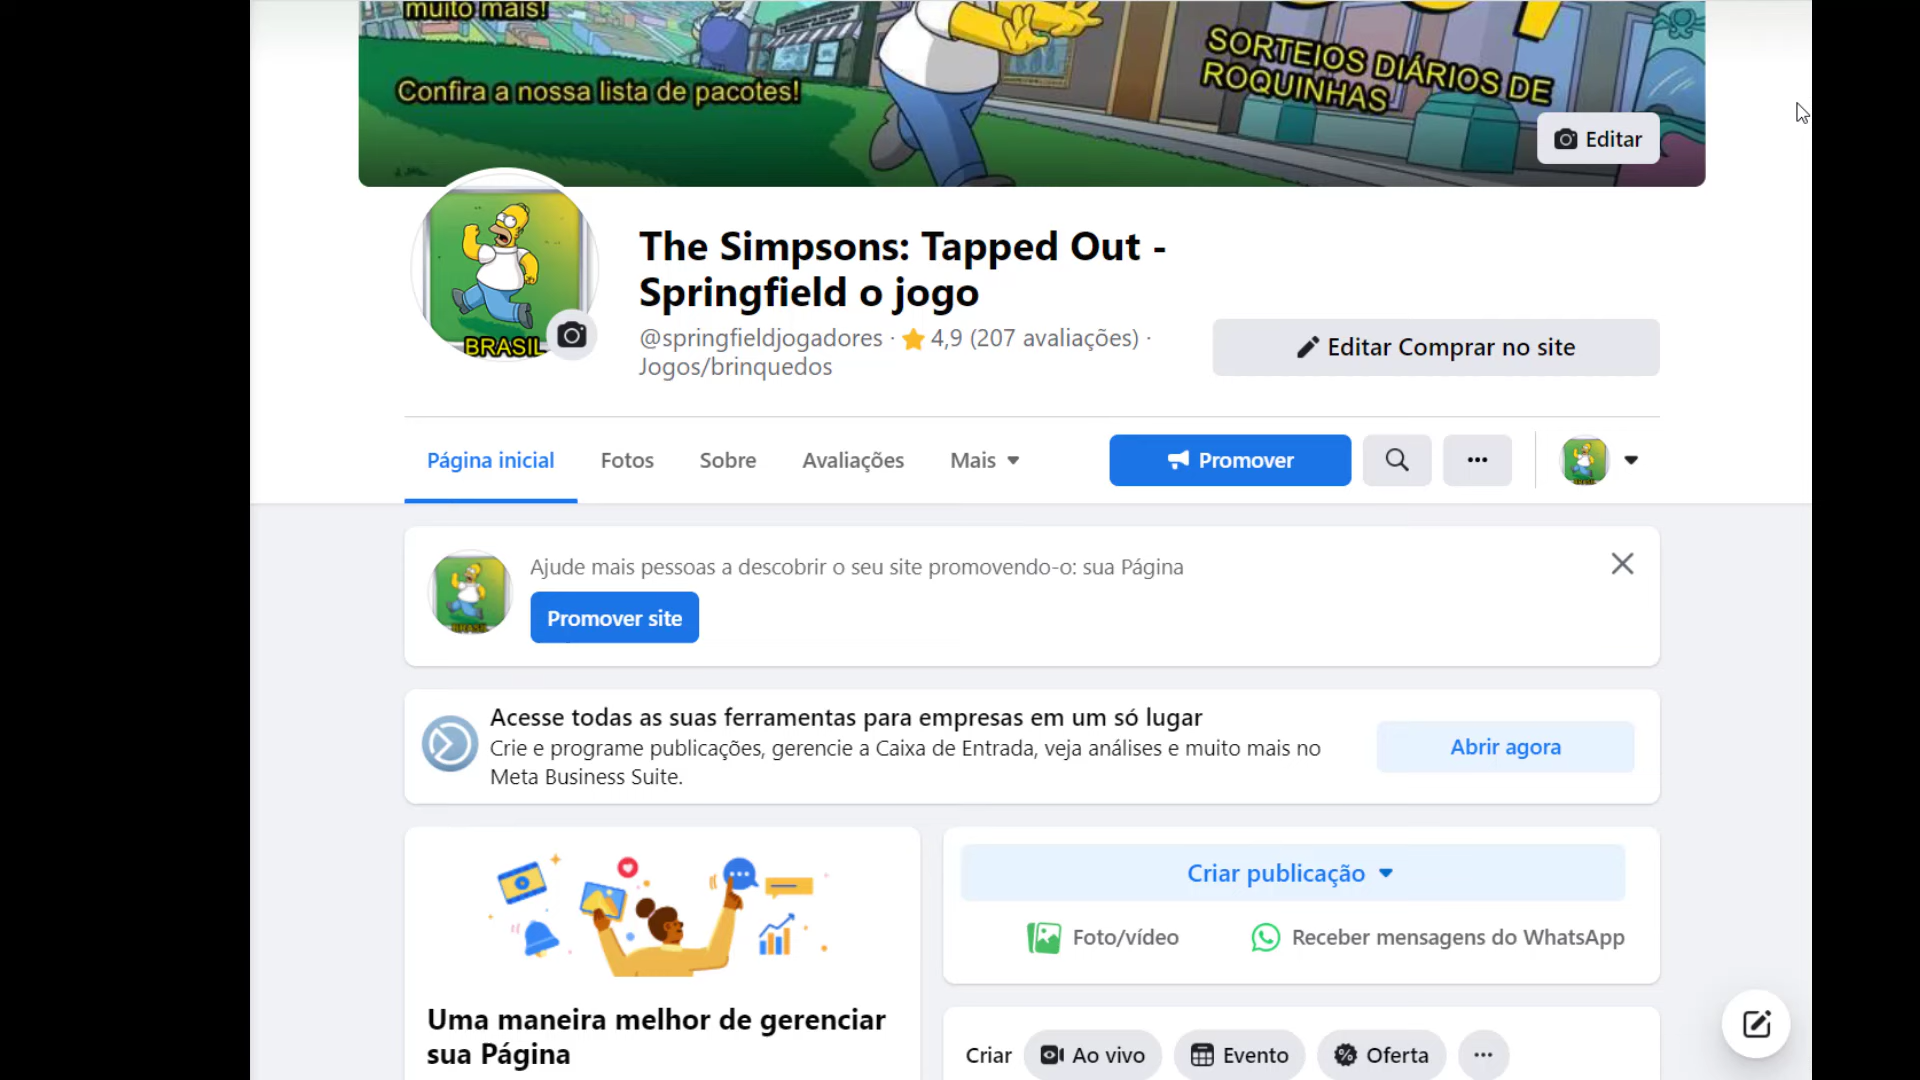 muito mais!
Confira a nossa lista de pacotes!
SORTEIOS DIÁRIOS DE
ROQUINHAS
Editar
BRASIL
The Simpsons: Tapped Out -
Springfield o jogo
@springfieldjogadores · 4,9 (207 avaliações) ·
Jogos/brinquedos
Editar Comprar no site
Página inicial Fotos Sobre Avaliações Mais Promover
Ajude mais pessoas a descobrir o seu site promovendo-o: sua Página
Promover site
BRASIL
Acesse todas as suas ferramentas para empresas em um só lugar
Crie e programe publicações, gerencie a Caixa de Entrada, veja análises e muito mais no
Meta Business Suite.
Abrir agora
Uma maneira melhor de gerenciar
sua Página
Criar publicação
Foto/vídeo Receber mensagens do WhatsApp
Criar Ao vivo Evento Oferta